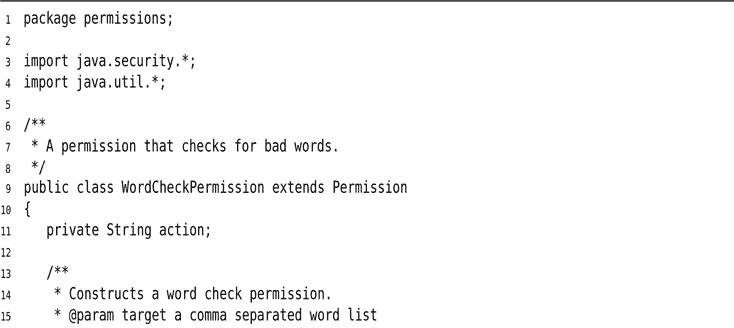 1 package permissions;
2
3 import java.security.*;
4 import java.util.*;
5
6 /**
7  * A permission that checks for bad words.
8  */
9 public class WordCheckPermission extends Permission
10 {
11    private String action;
12
13    /**
14     * Constructs a word check permission.
15     * @param target a comma separated word list